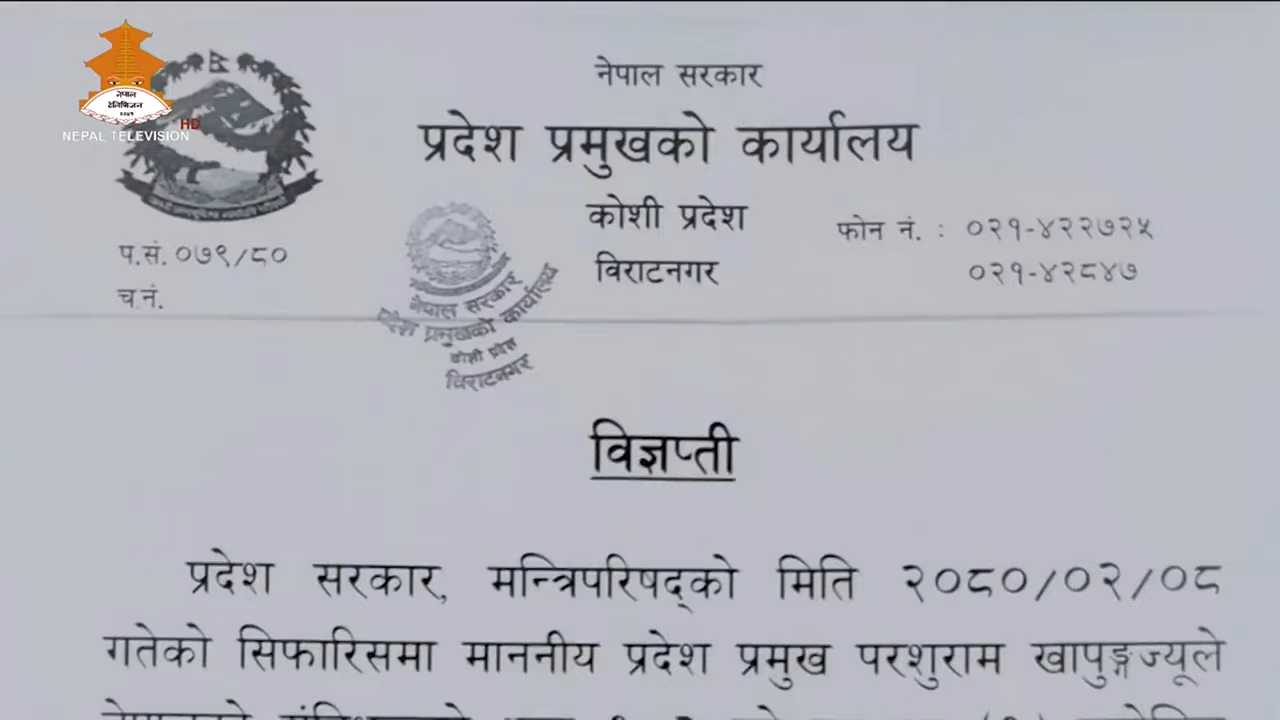 नेपाल
टेलिभिजन
२०४१
NEPAL TELEVISION HD
नेपाल सरकार
प्रदेश प्रमुखको कार्यालय
कोशी प्रदेश
विराटनगर
फोन नं. : ०२१-४२२७२५
०२१-४२८४७
प.सं. ०७९/८०
च.नं.
नेपाल सरकार
प्रदेश प्रमुखको कार्यालय
कोशी प्रदेश
विराटनगर
विज्ञप्ती
प्रदेश सरकार, मन्त्रिपरिषद्को मिति २०८०/०२/०८
गतेको सिफारिसमा माननीय प्रदेश प्रमुख परशुराम खापुङ्गज्यूले